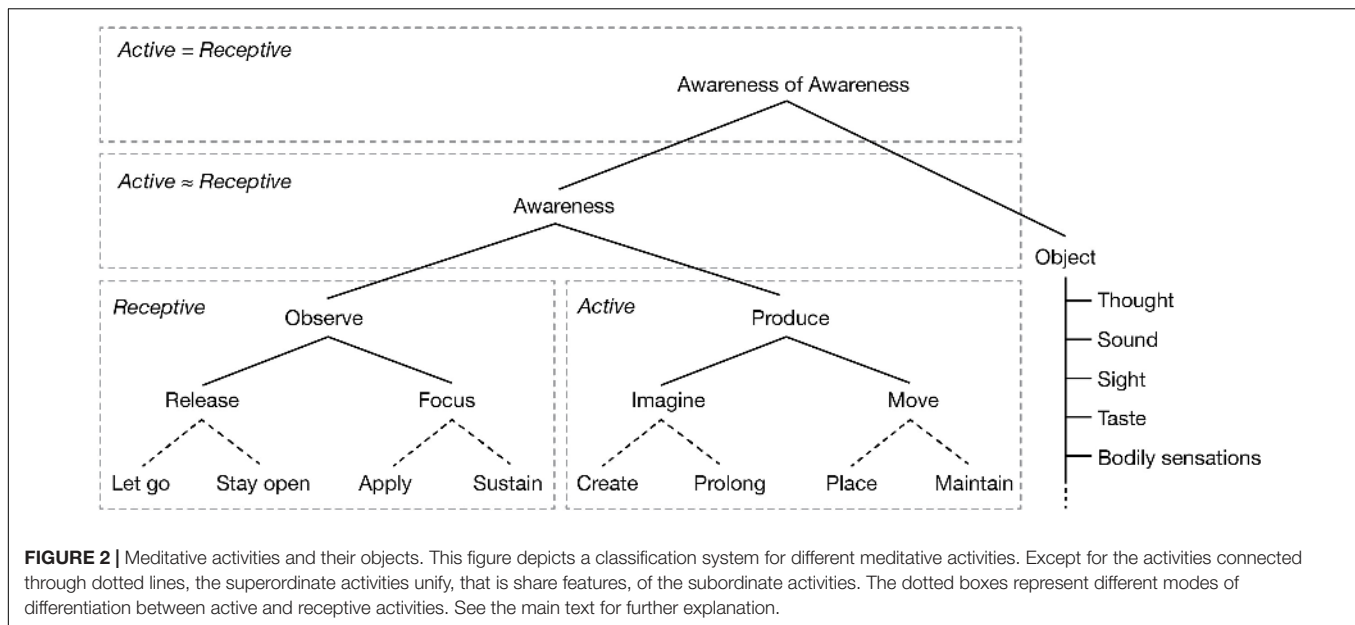 Active = Receptive
Awareness of Awareness
Active ≈ Receptive
Awareness
Object
Receptive
Active
Thought
Observe
Produce
Sound
Sight
Release
Focus
Imagine
Move
Taste
Bodily sensations
Let go
Stay open
Apply
Sustain
Create
Prolong
Place
Maintain
FIGURE 2 | Meditative activities and their objects. This figure depicts a classification system for different meditative activities. Except for the activities connected
through dotted lines, the superordinate activities unify, that is share features, of the subordinate activities. The dotted boxes represent different modes of
differentiation between active and receptive activities. See the main text for further explanation.